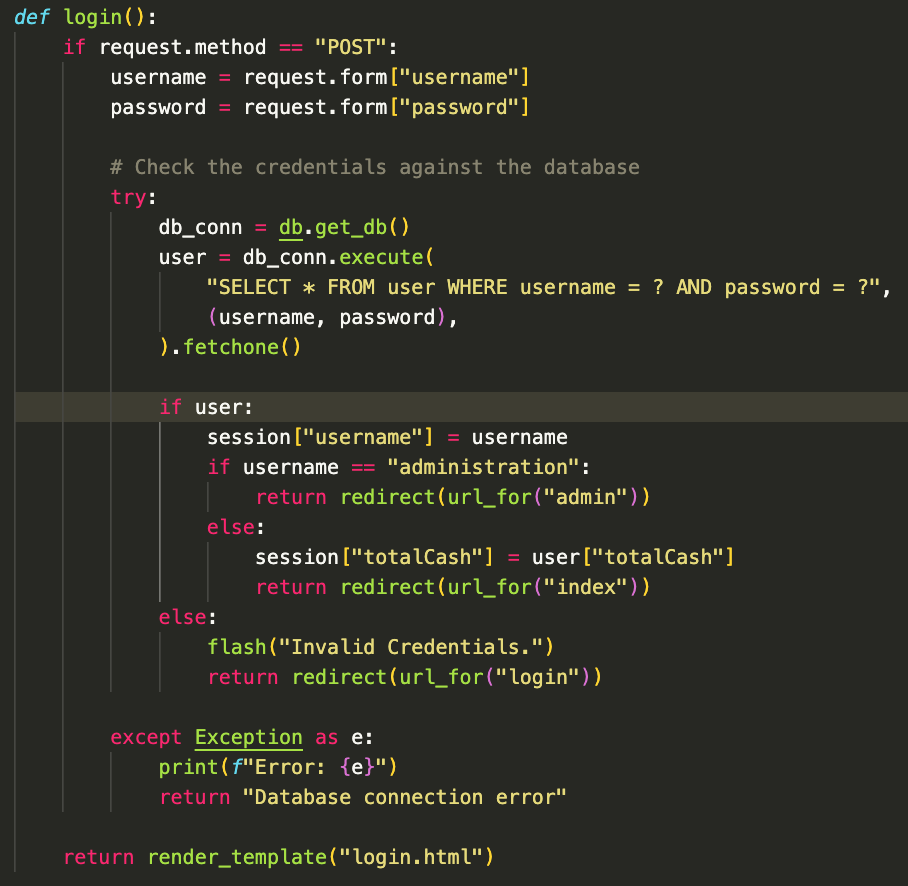 def login():
    if request.method == "POST":
        username = request.form["username"]
        password = request.form["password"]

        # Check the credentials against the database
        try:
            db_conn = db.get_db()
            user = db_conn.execute(
                "SELECT * FROM user WHERE username = ? AND password = ?",
                (username, password),
            ).fetchone()

            if user:
                session["username"] = username
                if username == "administration":
                    return redirect(url_for("admin"))
                else:
                    session["totalCash"] = user["totalCash"]
                    return redirect(url_for("index"))
            else:
                flash("Invalid Credentials.")
                return redirect(url_for("login"))

        except Exception as e:
            print(f"Error: {e}")
            return "Database connection error"

    return render_template("login.html")